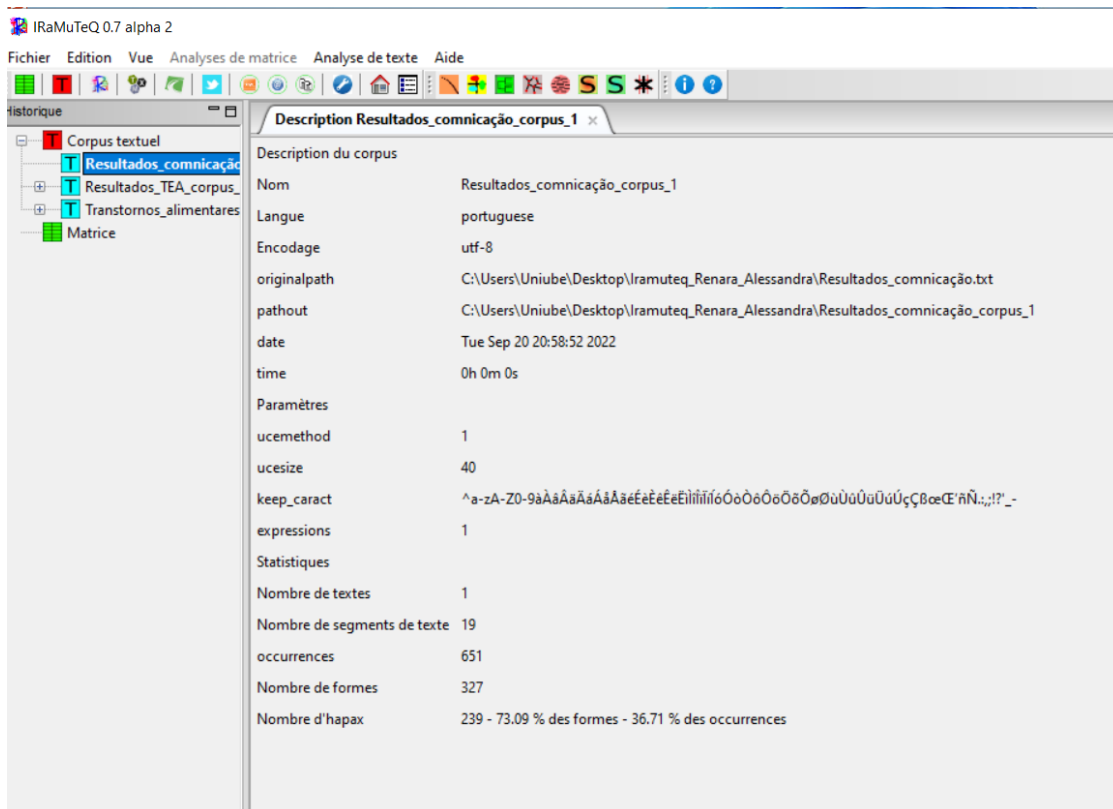 IRaMuTeQ 0.7 alpha 2
Fichier Edition Vue Analyses de matrice Analyse de texte Aide
Historique
Description Resultados_comnicação_corpus_1 ×
Corpus textuel
Resultados_comnicação
Resultados_TEA_corpus_
Transtornos_alimentares
Matrice
Description du corpus
Nom Resultados_comnicação_corpus_1
Langue portuguese
Encodage utf-8
originalpath C:\Users\Uniube\Desktop\Iramuteq_Renara_Alessandra\Resultados_comnicação.txt
pathout C:\Users\Uniube\Desktop\Iramuteq_Renara_Alessandra\Resultados_comnicação_corpus_1
date Tue Sep 20 20:58:52 2022
time 0h 0m 0s
Paramètres
ucemethod 1
ucesize 40
keep_caract ^a-zA-Z0-9àÀâÂäÄáÁåÅãéÉèÈêÊëËìÌîÎïÏíÍóÓòÒôÔöÖõÕøØùÙûÛüÜúÚçÇßœŒ'ñÑ.:,;!?'_-
expressions 1
Statistiques
Nombre de textes 1
Nombre de segments de texte 19
occurrences 651
Nombre de formes 327
Nombre d'hapax 239 - 73.09 % des formes - 36.71 % des occurrences